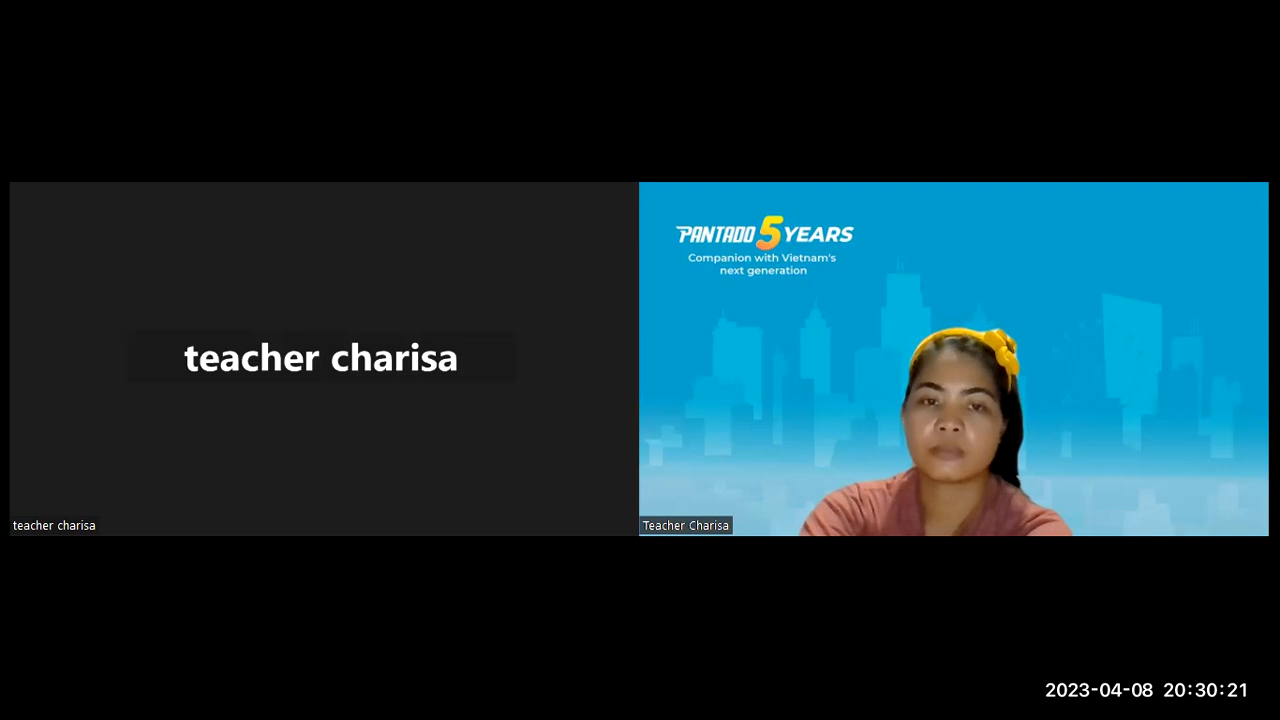 teacher charisa
teacher charisa
PANTADO 5 YEARS
Companion with Vietnam's
next generation
Teacher Charisa
2023-04-08 20:30:21